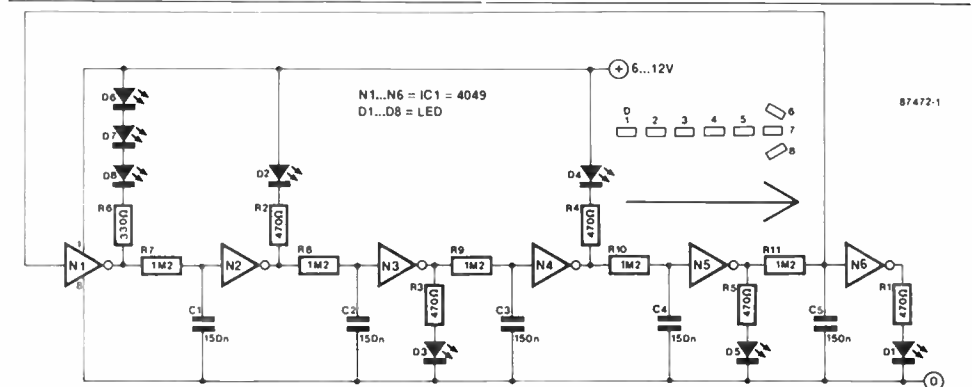 6...12V
N1...N6 = IC1 = 4049
D1...D8 = LED
87472-1
D
1 2 3 4 5 6 7 8
D6
D7
D8
D2
D4
R6
330Ω
R2
470Ω
R4
470Ω
1
N1
8
R7
1M2
N2
R8
1M2
N3
R9
1M2
N4
R10
1M2
N5
R11
1M2
N6
R3
470Ω
R5
470Ω
R1
470Ω
C1
150n
C2
150n
C3
150n
C4
150n
C5
150n
D3
D5
D1
0